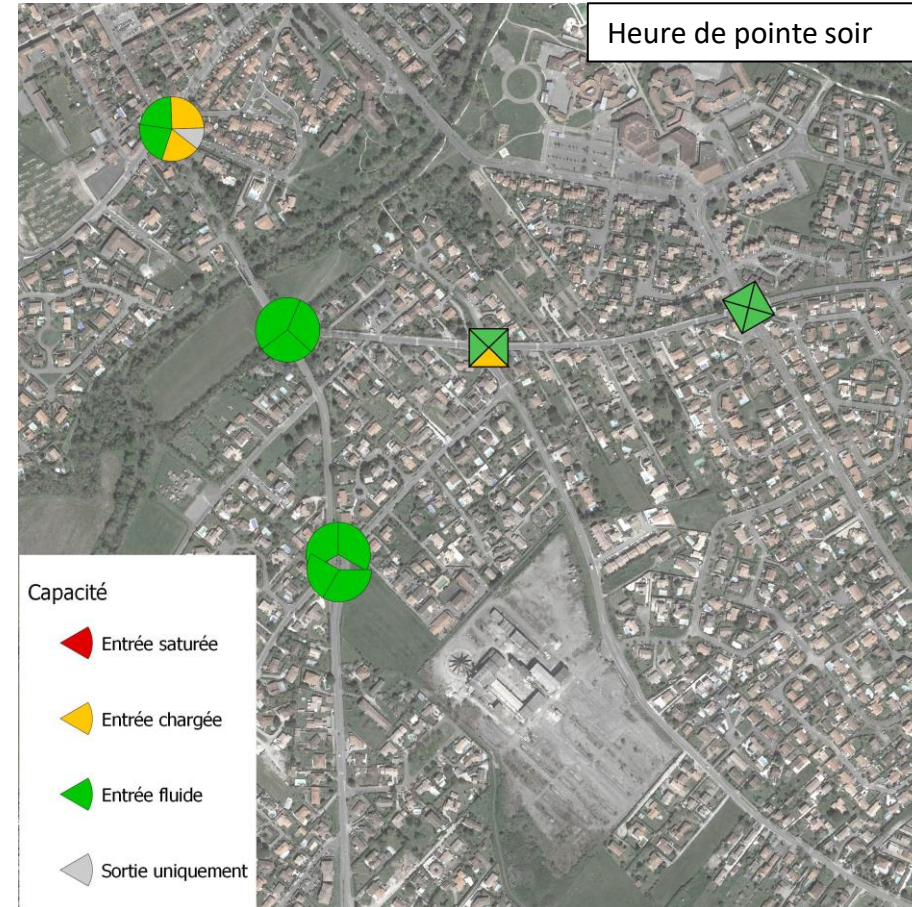 Heure de pointe soir
Capacité
Entrée saturée
Entrée chargée
Entrée fluide
Sortie uniquement